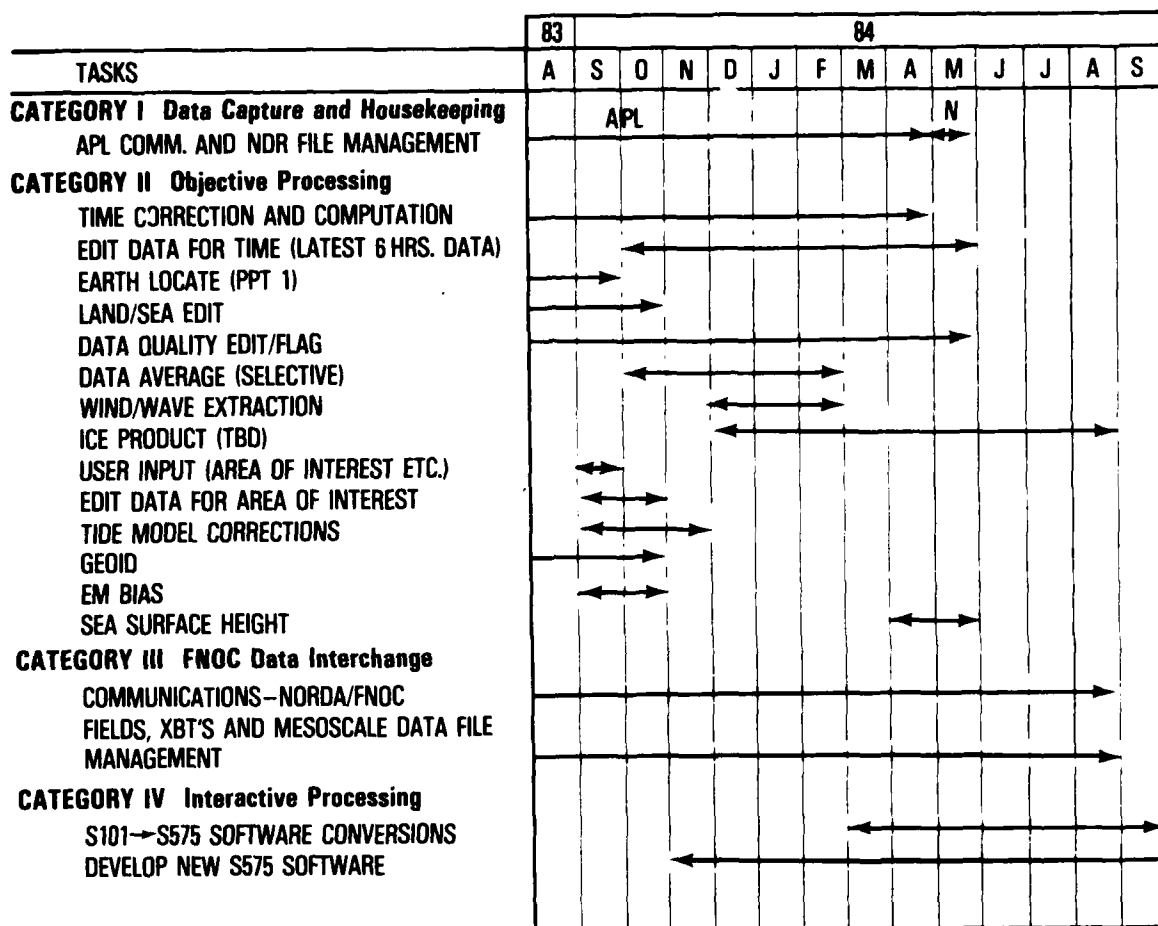 83 84
TASKS A S O N D J F M A M J J A S
CATEGORY I Data Capture and Housekeeping APL N
APL COMM. AND NDR FILE MANAGEMENT
CATEGORY II Objective Processing
TIME CORRECTION AND COMPUTATION
EDIT DATA FOR TIME (LATEST 6 HRS. DATA)
EARTH LOCATE (PPT 1)
LAND/SEA EDIT
DATA QUALITY EDIT/FLAG
DATA AVERAGE (SELECTIVE)
WIND/WAVE EXTRACTION
ICE PRODUCT (TBD)
USER INPUT (AREA OF INTEREST ETC.)
EDIT DATA FOR AREA OF INTEREST
TIDE MODEL CORRECTIONS
GEOID
EM BIAS
SEA SURFACE HEIGHT
CATEGORY III FNOC Data Interchange
COMMUNICATIONS–NORDA/FNOC
FIELDS, XBT'S AND MESOSCALE DATA FILE
MANAGEMENT
CATEGORY IV Interactive Processing
S101→S575 SOFTWARE CONVERSIONS
DEVELOP NEW S575 SOFTWARE